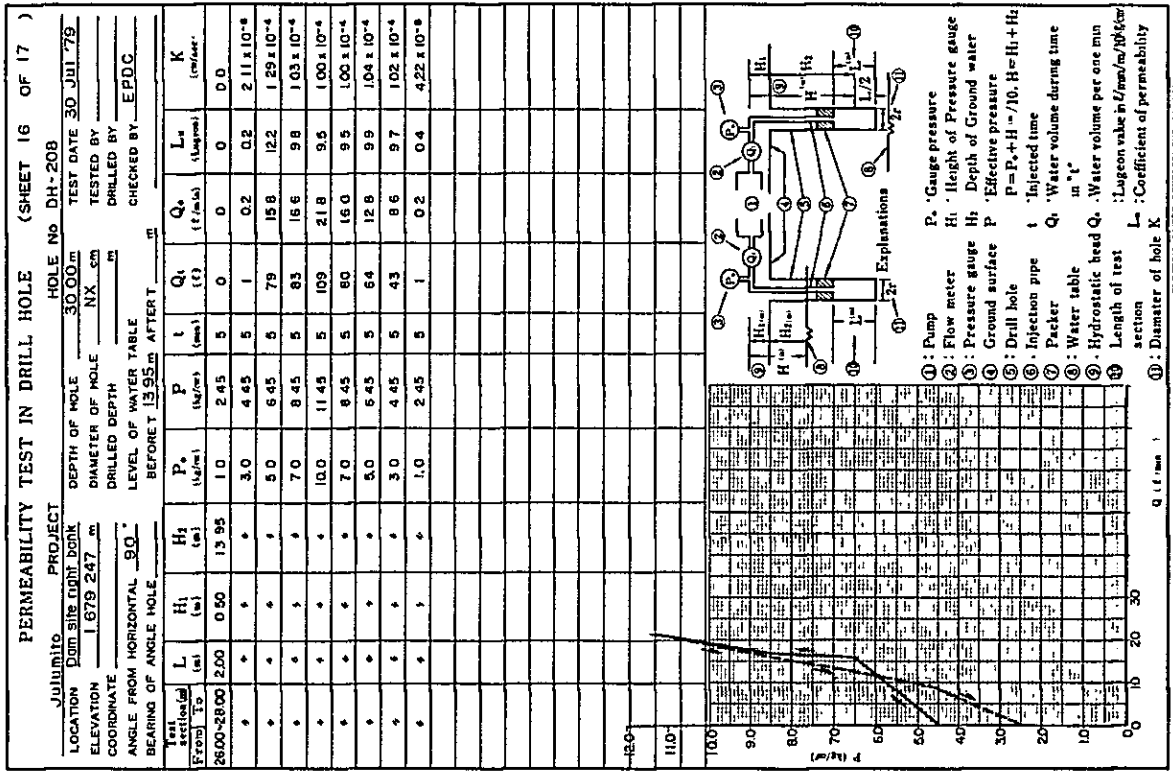 PERMEABILITY TEST IN DRILL HOLE (SHEET 16 OF 17 )
Julumito PROJECT HOLE No DH-208
LOCATION Dam site right bank DEPTH OF HOLE 30 00 m TEST DATE 30 Jul '79
ELEVATION 1.679 247 m DIAMETER OF HOLE NX cm TESTED BY
COORDINATE DRILLED DEPTH m DRILLED BY
ANGLE FROM HORIZONTAL 90° LEVEL OF WATER TABLE CHECKED BY EPDC
BEARING OF ANGLE HOLE BEFORE T 13 95 m AFTER T m
Test section(m) From To L (m) H1 (m) H2 (m) P. (kg/cm²) P (kg/cm²) t (min) Qt (ℓ) Q. (ℓ/min) Lu (lugeon) K (cm/sec)
26.00~28.00 2.00 0 50 13 95 1 0 2 45 5 0 0 0 0 0
3.0 4 45 5 1 0.2 0.2 2 11 x 10-6
5 0 6 45 5 79 15 8 12.2 1 29 x 10-4
7.0 8 45 5 83 16 6 9 8 1 03 x 10-4
10.0 11 45 5 109 21 8 9.5 1 00 x 10-4
7 0 8 45 5 80 16 0 9 5 1.00 x 10-4
5.0 6 45 5 64 12 8 9 9 1.04 x 10-4
3 0 4 45 5 43 8 6 9 7 1 02 x 10-4
1.0 2 45 5 1 0 2 0 4 4.22 x 10-6
12.0
11.0
10.0
9.0
8.0
7.0
6.0
5.0
4.0
3.0
2.0
1.0
0
P (kg/cm²)
0 10 20 30
Q (ℓ/min )
Explanations
① : Pump
② : Flow meter
③ : Pressure gauge
④ Ground surface
⑤ : Drill hole
⑥ . Injection pipe
⑦ Packer
⑧ : Water table
⑨ . Hydrostatic head
⑩ Length of test section
⑪ : Diamater of hole
P. Gauge pressure
H1 Height of Pressure gauge
H2 Depth of Ground water
P Effective pressure
P = P. + H /10, H = H1 + H2
t Injected time
Qt Water volume during time in "t"
Q. . Water volume per one min
L : Lugeon value in ℓ/min/m/10kg/cm²
K : Coefficient of permeability